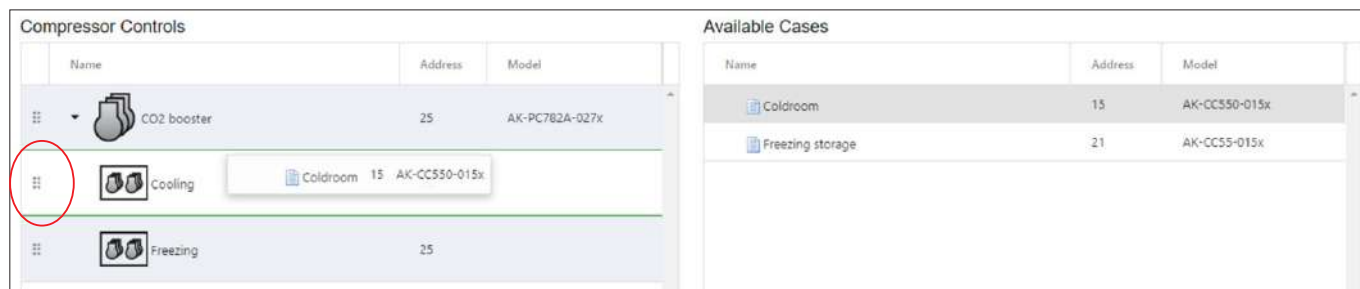 Compressor Controls
Name Address Model
CO2 booster 25 AK-PC782A-027x
Cooling
Coldroom 15 AK-CC550-015x
Freezing 25
Available Cases
Name Address Model
Coldroom 15 AK-CC550-015x
Freezing storage 21 AK-CC55-015x